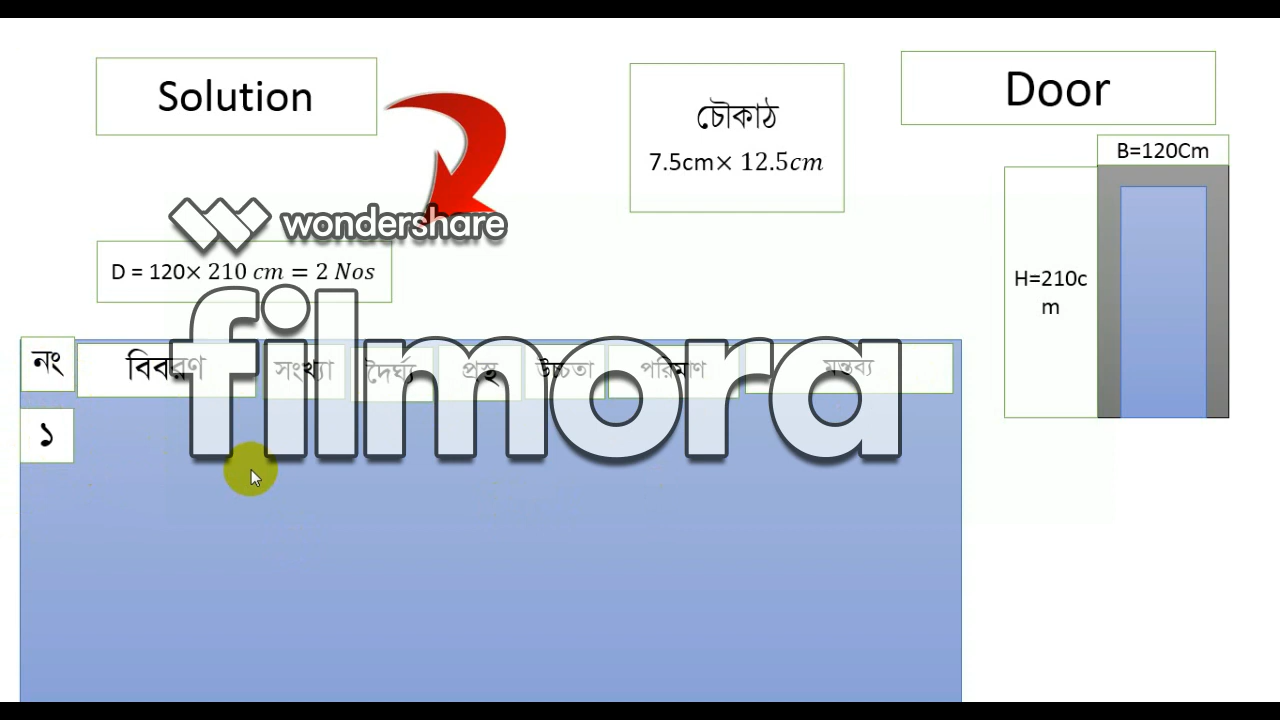 Solution
চৌকাঠ
7.5cm× 12.5cm
Door
B=120Cm
wondershare
D = 120× 210 cm = 2 Nos
H=210c
m
filmora
নং বিবরণ সংখ্যা দৈর্ঘ্য প্রস্থ উচ্চতা পরিমাণ মন্তব্য
১